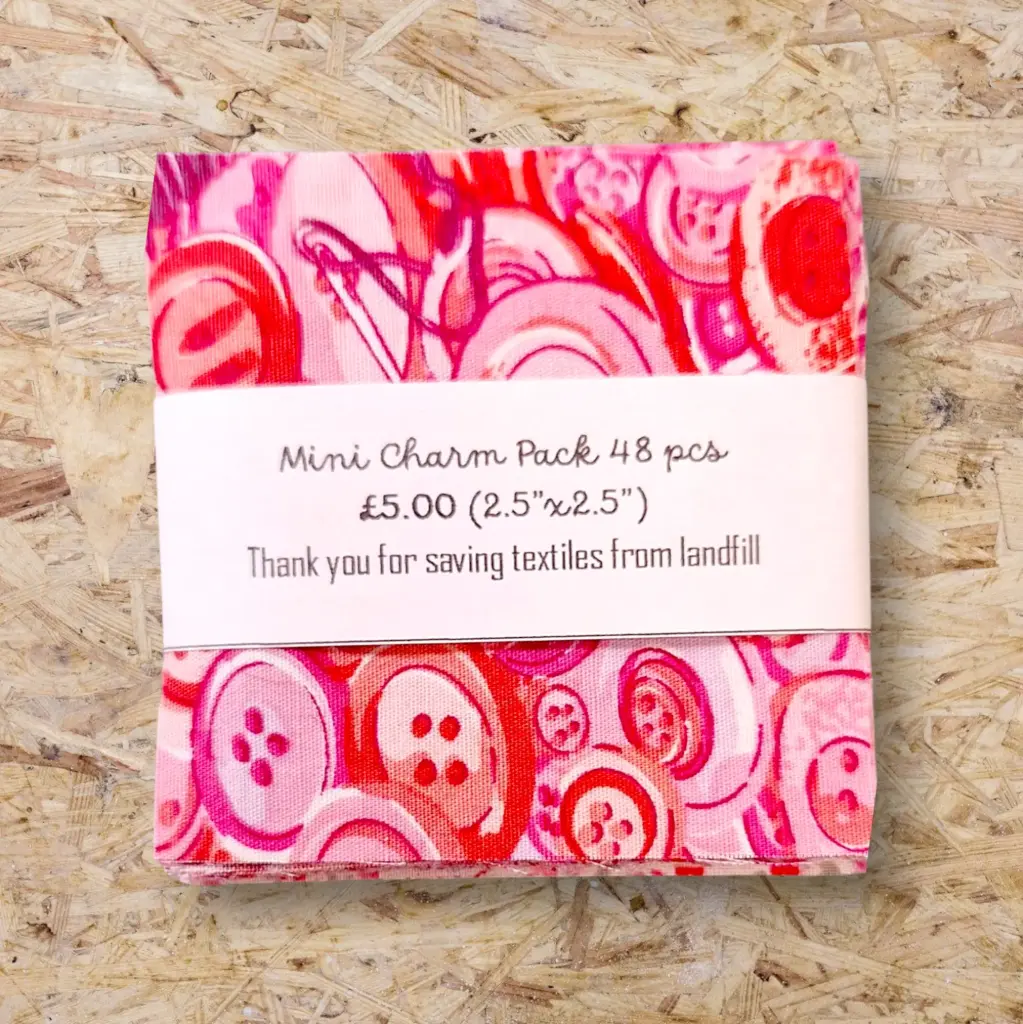 Mini Charm Pack 48 pcs
£5.00 (2.5"x2.5")
Thank you for saving textiles from landfill